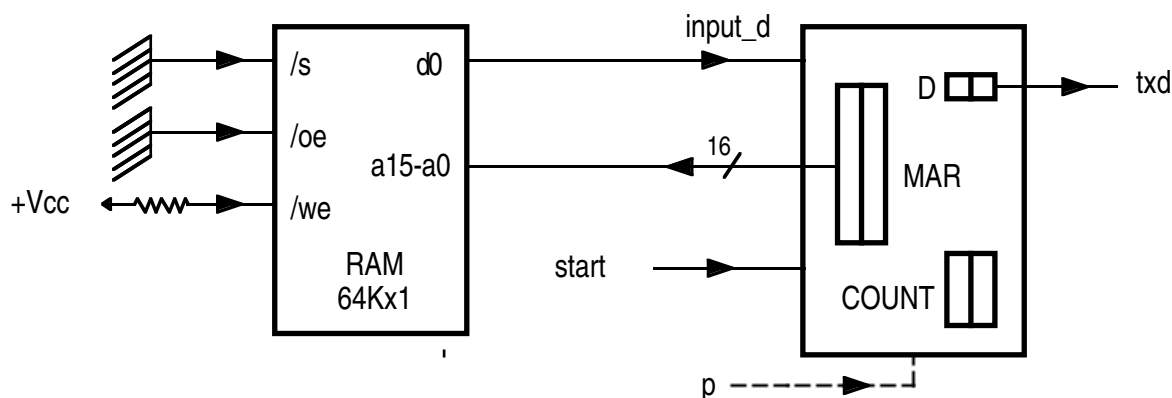 input_d
/s
d0
D
txd
/oe
16
a15-a0
MAR
+Vcc
/we
RAM
64Kx1
start
COUNT
p